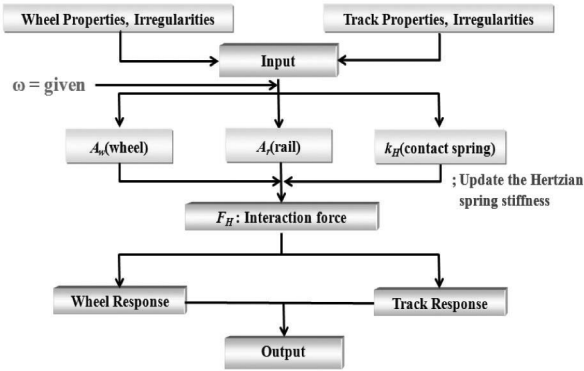 Wheel Properties, Irregularities
Track Properties, Irregularities
Input
ω = given
Aw(wheel)
Ar(rail)
kH(contact spring)
; Update the Hertzian
spring stiffness
FH : Interaction force
Wheel Response
Track Response
Output